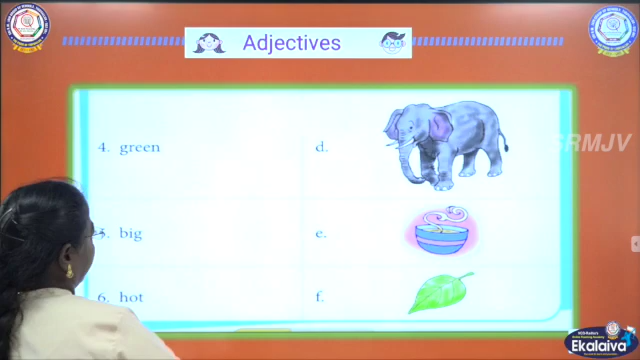 Adjectives
4. green
d.
SRMJV
5. big
e.
6. hot
f.
Ekalaiva